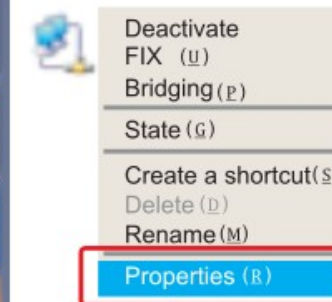 Deactivate
FIX (U)
Bridging(P)
State (G)
Create a shortcut(S
Delete (D)
Rename(M)
Properties (R)